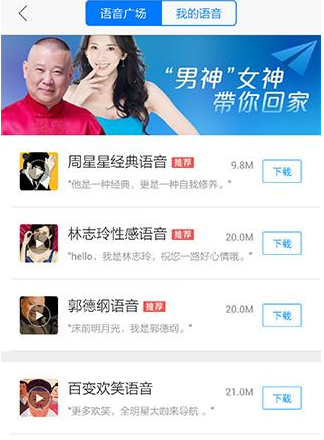 语音广场
我的语音
“男神”女神
帶你回家
周星星经典语音 推荐 9.8M 下载
“他是一种经典，更是一种自我修养。”
林志玲性感语音 推荐 20.0M 下载
“hello，我是林志玲，祝您一路好心情哦。”
郭德纲语音 推荐 20.0M 下载
“床前明月光，我是郭德纲。”
百变欢笑语音 21.0M 下载
“更多欢笑，全明星大咖来导航 。”